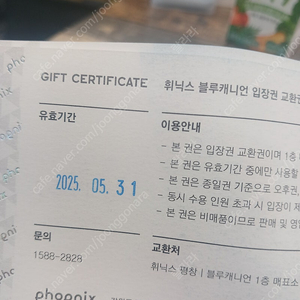 GIFT CERTIFICATE
휘닉스 블루캐니언 입장권 교환권
유효기간
2025. 05. 31
이용안내
- 본 권은 입장권 교환권이며 1층
- 본 권은 유효기간 중에만 사용할
- 본 권은 종일권 기준으로 오후권,
- 동시 수용 인원 초과 시 입장이 제
- 본 권은 비매품이므로 판매 및 영
문의
1588-2828
교환처
휘닉스 평창 | 블루캐니언 1층 매표소
phoenix